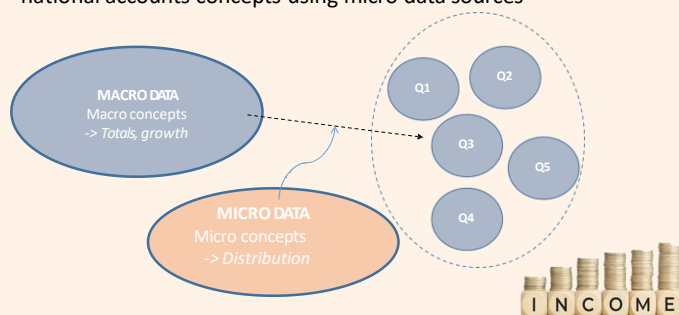 national accounts concepts using micro data sources
MACRO DATA
Macro concepts
-> Totals, growth
Q1
Q2
Q3
Q5
Q4
MICRO DATA
Micro concepts
-> Distribution
INCOME